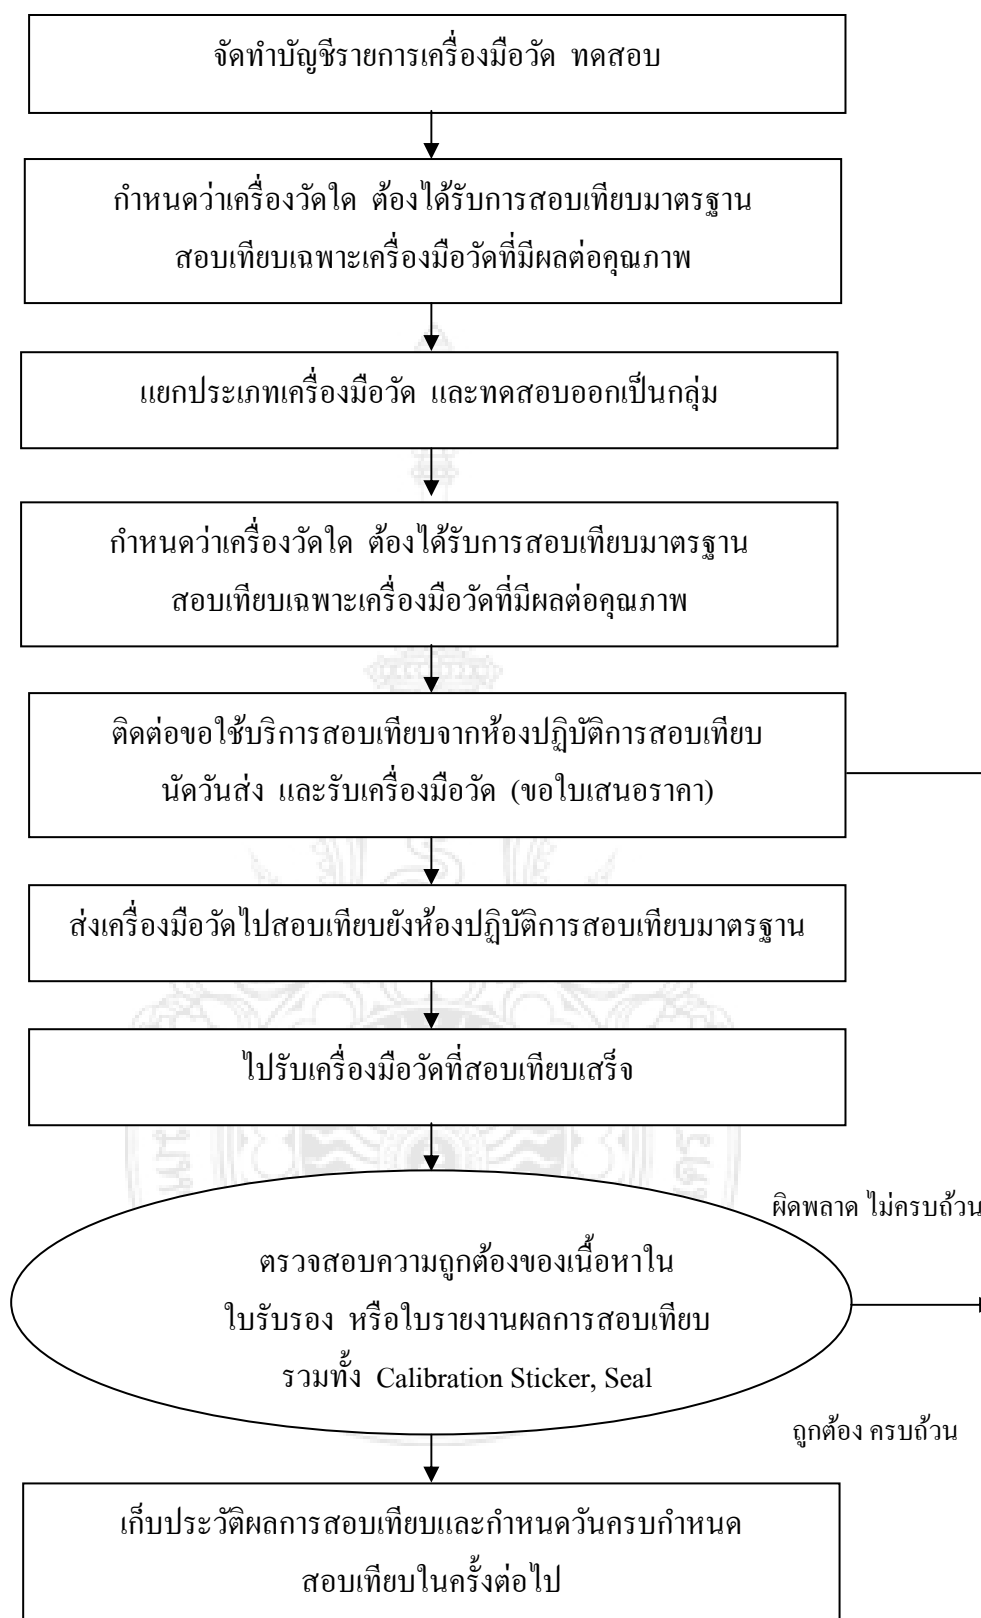 จัดทำบัญชีรายการเครื่องมือวัด ทดสอบ
กำหนดว่าเครื่องวัดใด ต้องได้รับการสอบเทียบมาตรฐาน
สอบเทียบเฉพาะเครื่องมือวัดที่มีผลต่อคุณภาพ
แยกประเภทเครื่องมือวัด และทดสอบออกเป็นกลุ่ม
กำหนดว่าเครื่องวัดใด ต้องได้รับการสอบเทียบมาตรฐาน
สอบเทียบเฉพาะเครื่องมือวัดที่มีผลต่อคุณภาพ
ติดต่อขอใช้บริการสอบเทียบจากห้องปฏิบัติการสอบเทียบ
นัดวันส่ง และรับเครื่องมือวัด (ขอใบเสนอราคา)
ส่งเครื่องมือวัดไปสอบเทียบยังห้องปฏิบัติการสอบเทียบมาตรฐาน
ไปรับเครื่องมือวัดที่สอบเทียบเสร็จ
ผิดพลาด ไม่ครบถ้วน
ตรวจสอบความถูกต้องของเนื้อหาใน
ใบรับรอง หรือใบรายงานผลการสอบเทียบ
รวมทั้ง Calibration Sticker, Seal
ถูกต้อง ครบถ้วน
เก็บประวัติผลการสอบเทียบและกำหนดวันครบกำหนด
สอบเทียบในครั้งต่อไป